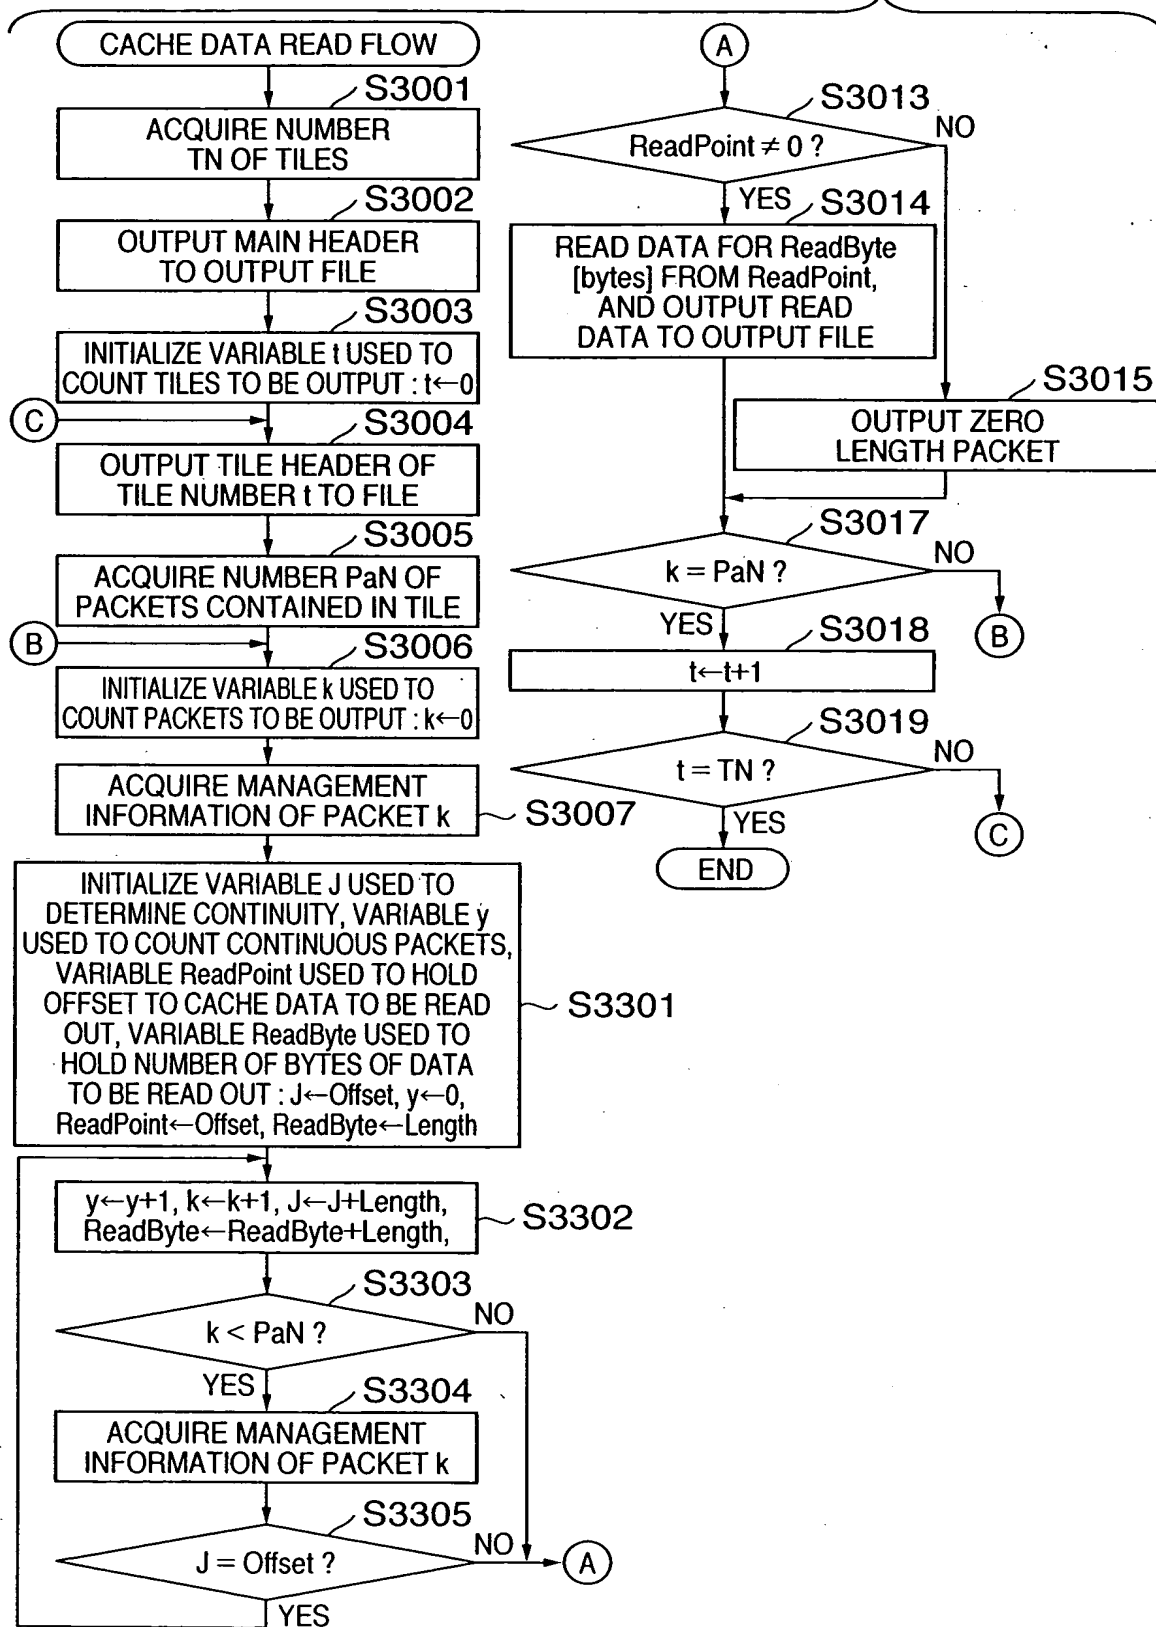 CACHE DATA READ FLOW
S3001
ACQUIRE NUMBER
TN OF TILES
S3002
OUTPUT MAIN HEADER
TO OUTPUT FILE
S3003
INITIALIZE VARIABLE t USED TO
COUNT TILES TO BE OUTPUT : t←0
C
S3004
OUTPUT TILE HEADER OF
TILE NUMBER t TO FILE
S3005
ACQUIRE NUMBER PaN OF
PACKETS CONTAINED IN TILE
B
S3006
INITIALIZE VARIABLE k USED TO
COUNT PACKETS TO BE OUTPUT : k←0
ACQUIRE MANAGEMENT
INFORMATION OF PACKET k
S3007
INITIALIZE VARIABLE J USED TO
DETERMINE CONTINUITY, VARIABLE y
USED TO COUNT CONTINUOUS PACKETS,
VARIABLE ReadPoint USED TO HOLD
OFFSET TO CACHE DATA TO BE READ
OUT, VARIABLE ReadByte USED TO
HOLD NUMBER OF BYTES OF DATA
TO BE READ OUT : J←Offset, y←0,
ReadPoint←Offset, ReadByte←Length
S3301
y←y+1, k←k+1, J←J+Length,
ReadByte←ReadByte+Length,
S3302
S3303
k < PaN ?
NO
YES
S3304
ACQUIRE MANAGEMENT
INFORMATION OF PACKET k
S3305
J = Offset ?
NO
A
YES
A
S3013
ReadPoint ≠ 0 ?
NO
YES
S3014
READ DATA FOR ReadByte
[bytes] FROM ReadPoint,
AND OUTPUT READ
DATA TO OUTPUT FILE
S3015
OUTPUT ZERO
LENGTH PACKET
S3017
k = PaN ?
NO
B
YES
S3018
t←t+1
S3019
t = TN ?
NO
C
YES
END